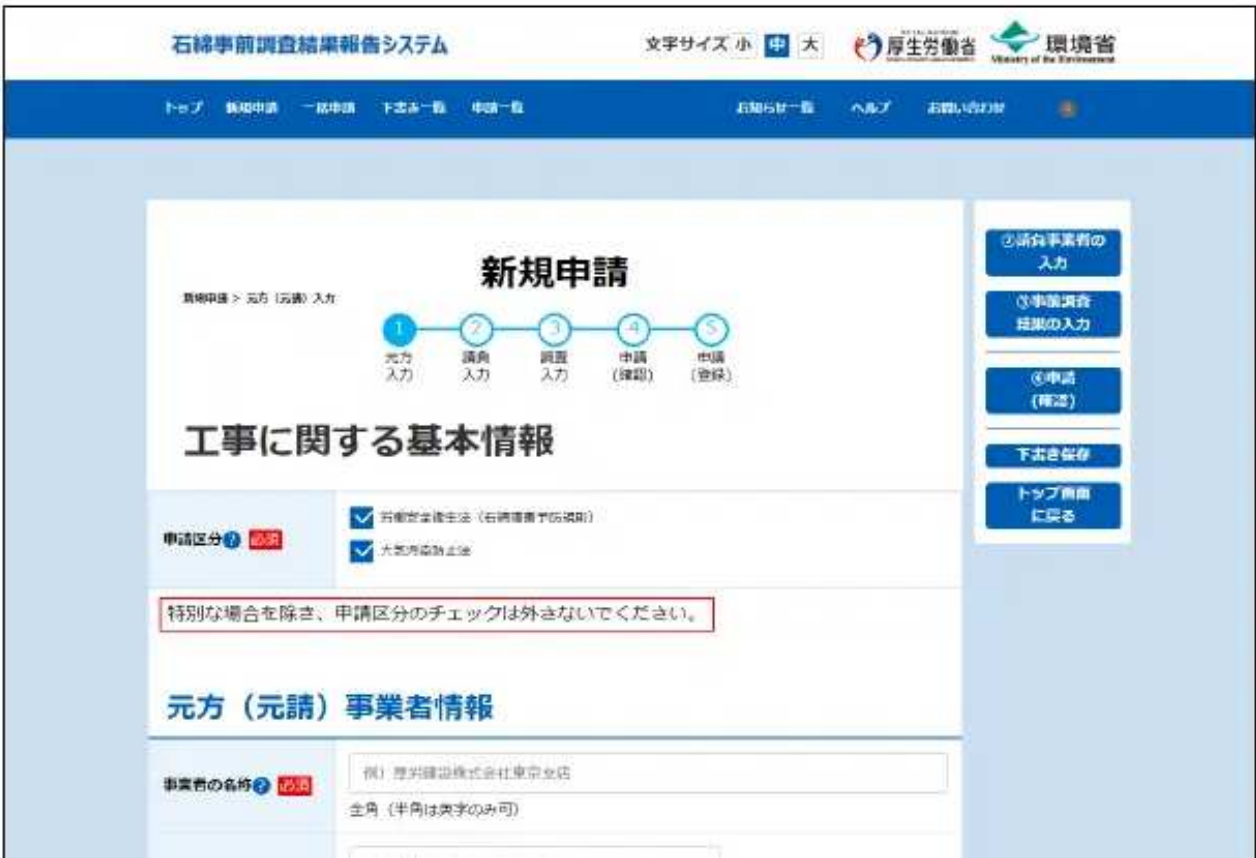 石綿事前調査結果報告システム
文字サイズ 小 中 大
厚生労働省
環境省
Ministry of the Environment
トップ 新規申請 一括申請 下書き一覧 申請一覧 お知らせ一覧 ヘルプ お問い合わせ
新規申請
新規申請 > 元方（元請）入力
1 2 3 4 5
元方 請負 調査 申請 申請
入力 入力 入力 (確認) (登録)
工事に関する基本情報
申請区分 ? 必須
労働安全衛生法（石綿障害予防規則）
大気汚染防止法
特別な場合を除き、申請区分のチェックは外さないでください。
元方（元請）事業者情報
事業者の名称 ? 必須
例）厚労建設株式会社東京支店
全角（半角は英字のみ可）
②請負事業者の
入力
③事前調査
結果の入力
④申請
(確認)
下書き保存
トップ画面
に戻る